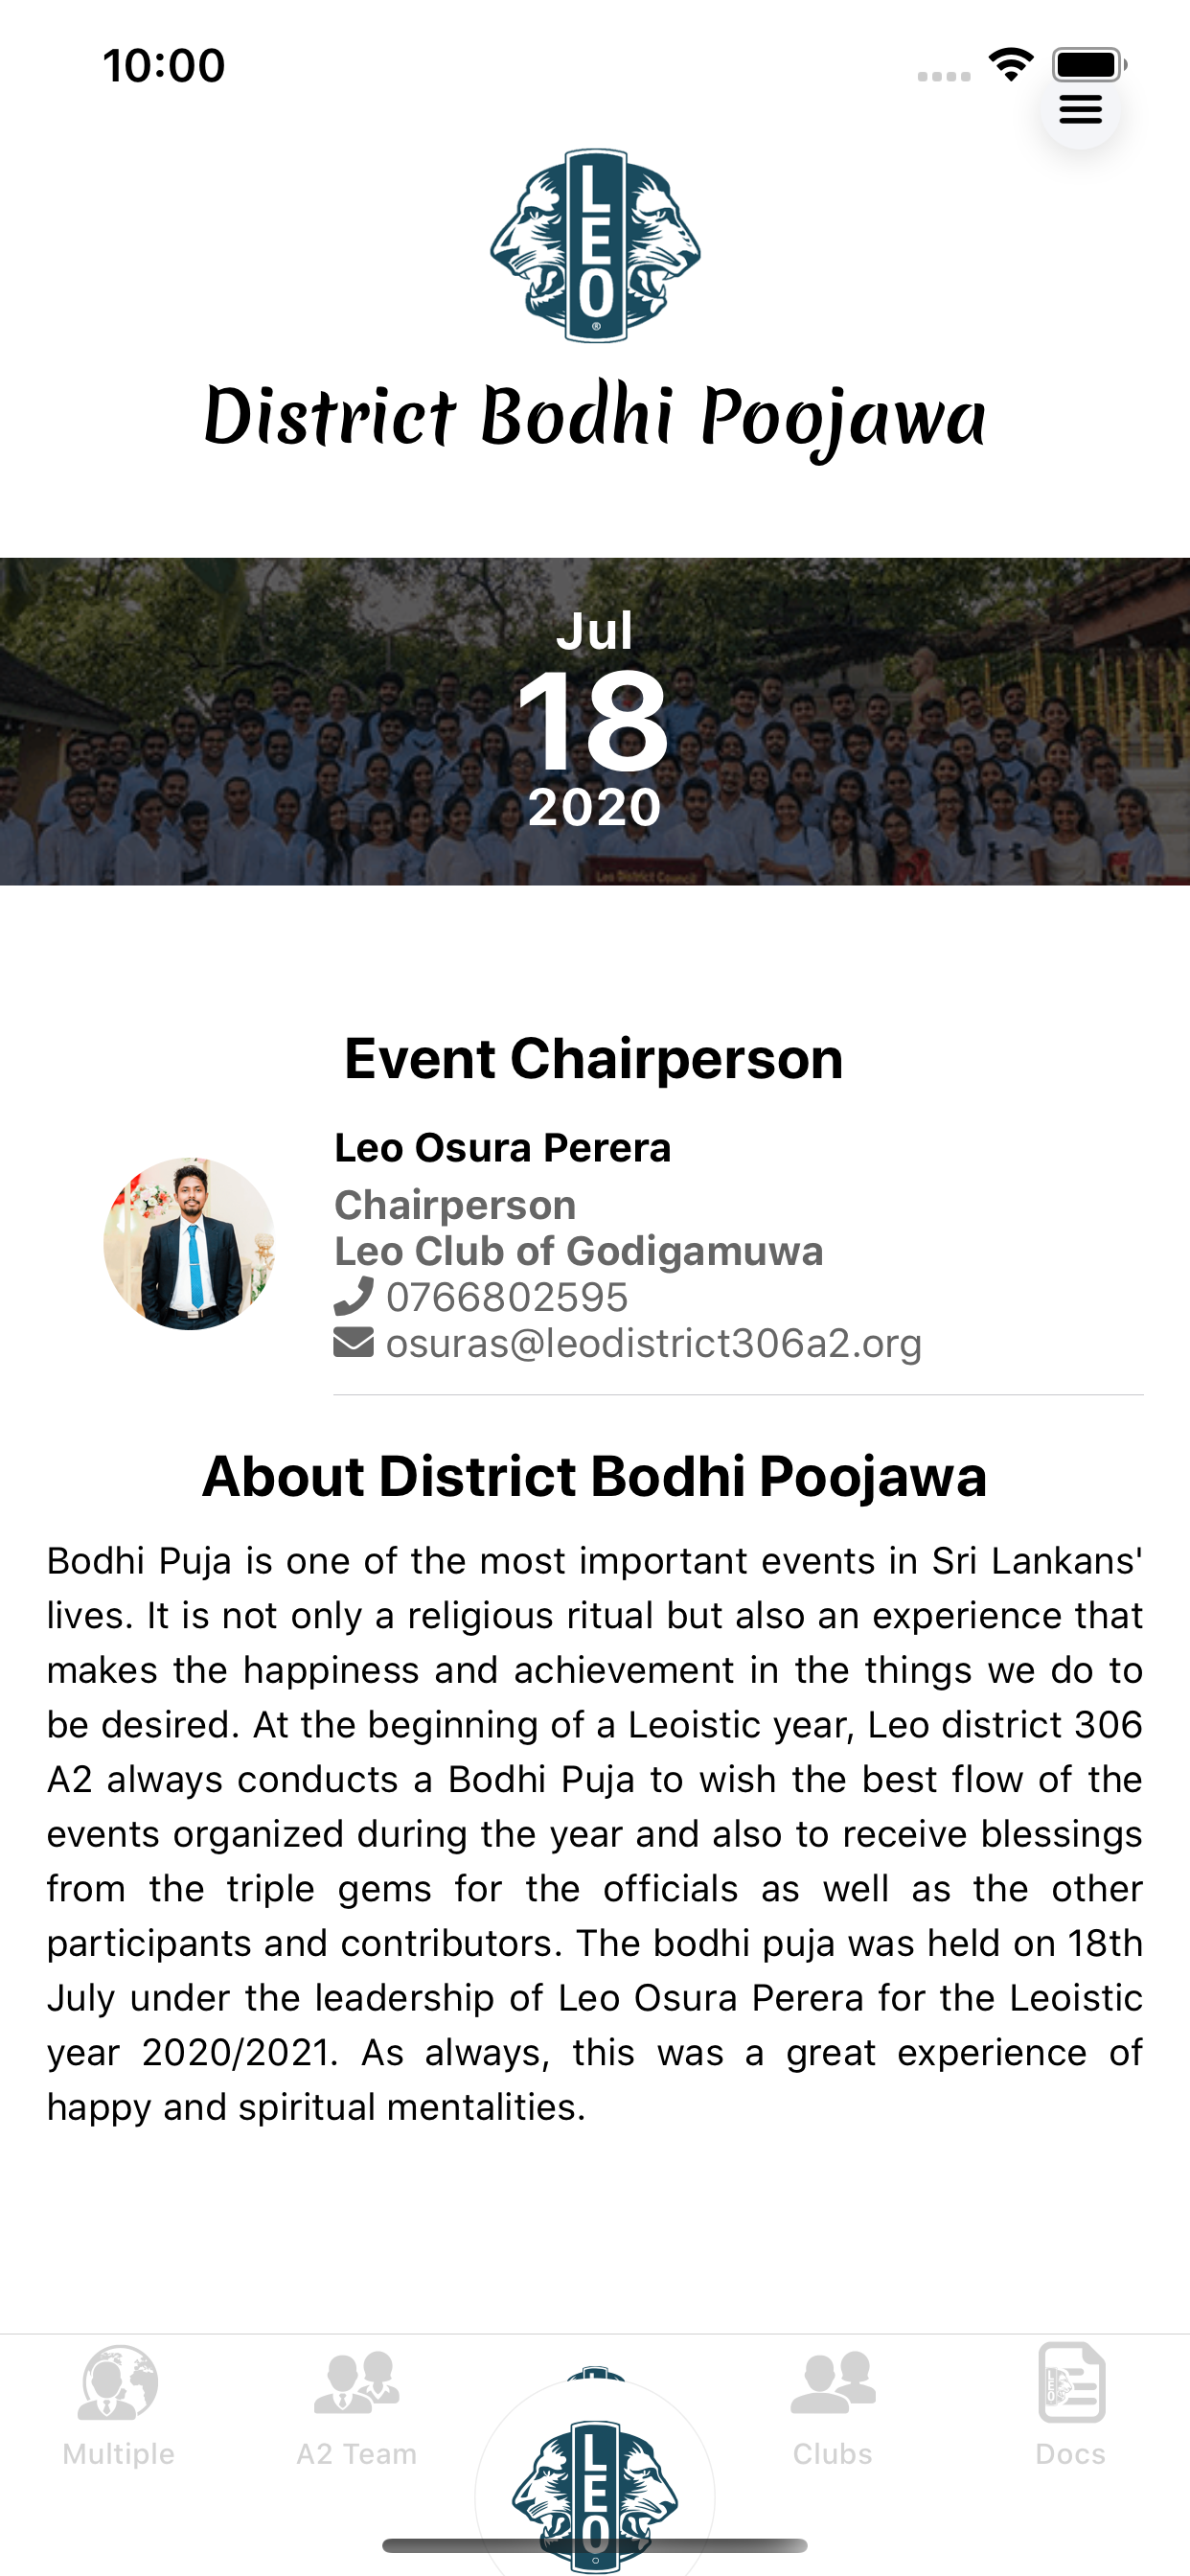 10:00
L
E
O
®
District Bodhi Poojawa
Jul
18
2020
Leo District Council
Event Chairperson
Leo Osura Perera
Chairperson
Leo Club of Godigamuwa
0766802595
osuras@leodistrict306a2.org
About District Bodhi Poojawa
Bodhi Puja is one of the most important events in Sri Lankans'
lives. It is not only a religious ritual but also an experience that
makes the happiness and achievement in the things we do to
be desired. At the beginning of a Leoistic year, Leo district 306
A2 always conducts a Bodhi Puja to wish the best flow of the
events organized during the year and also to receive blessings
from the triple gems for the officials as well as the other
participants and contributors. The bodhi puja was held on 18th
July under the leadership of Leo Osura Perera for the Leoistic
year 2020/2021. As always, this was a great experience of
happy and spiritual mentalities.
Multiple
A2 Team
L
E
O
Clubs
LEO
Docs